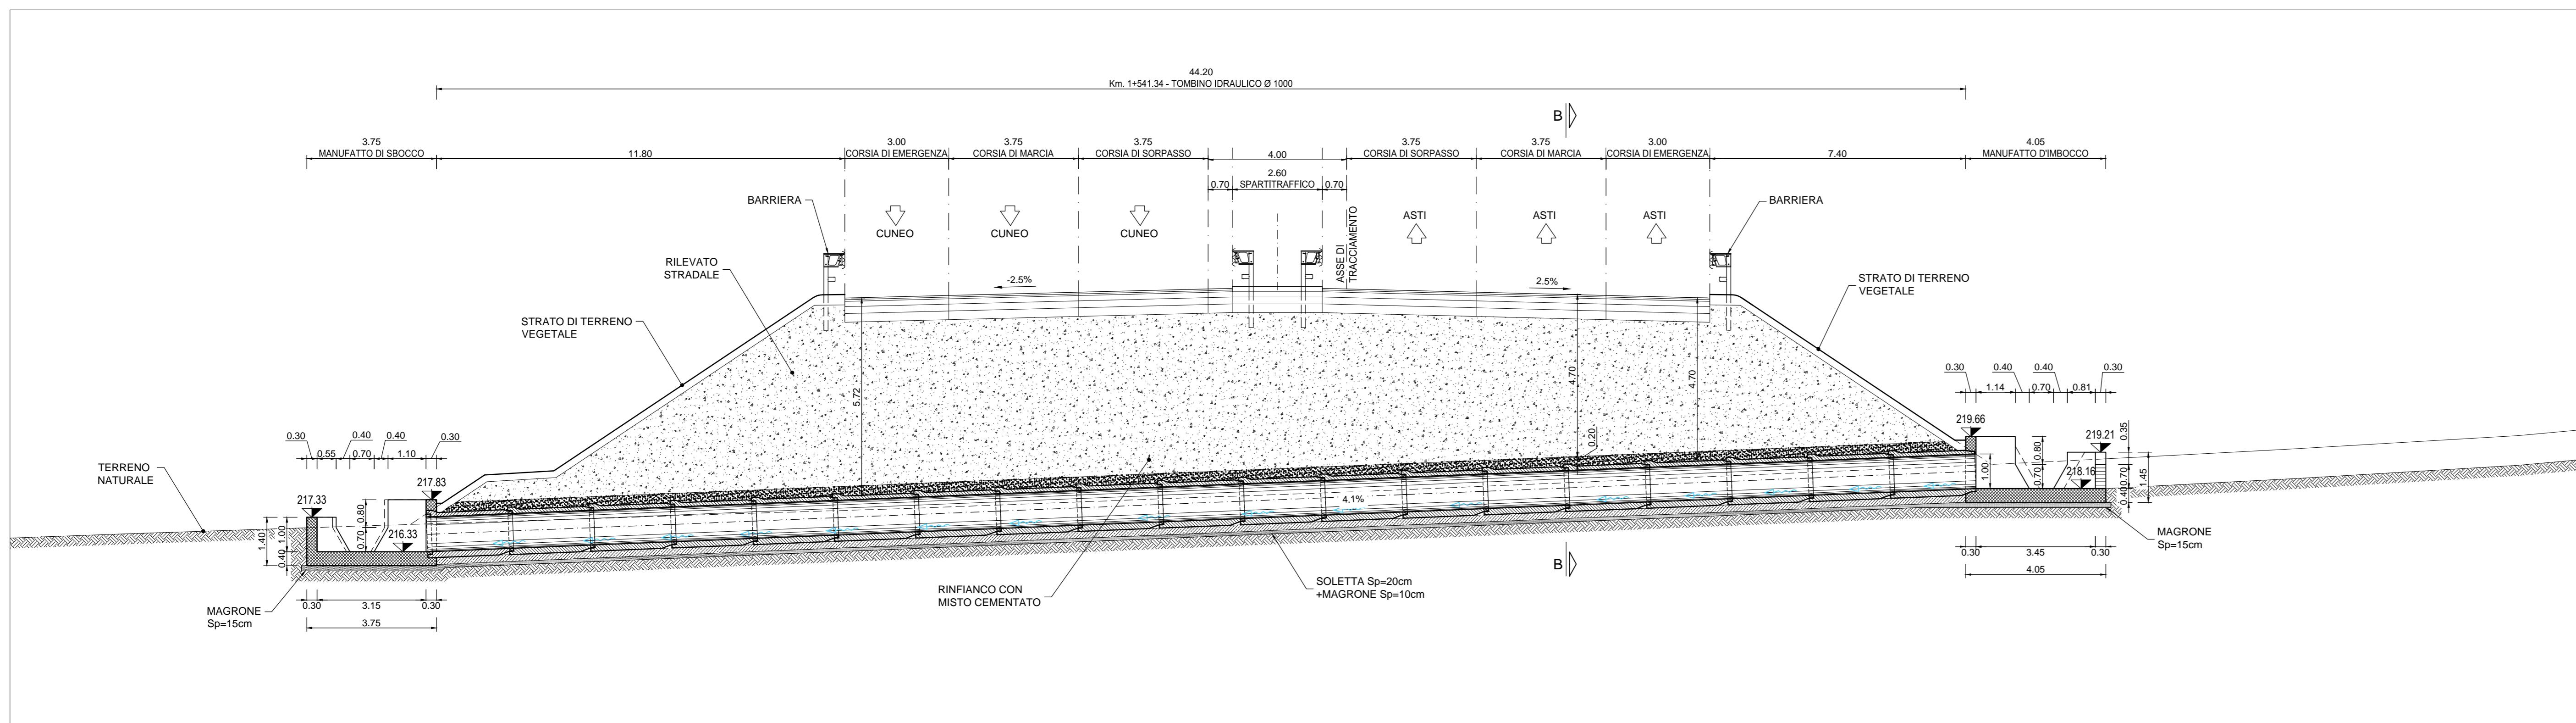 44.20
Km. 1+541.34 - TOMBINO IDRAULICO Ø 1000
B
3.75
MANUFATTO DI SBOCCO
11.80
3.00
CORSIA DI EMERGENZA
3.75
CORSIA DI MARCIA
3.75
CORSIA DI SORPASSO
4.00
3.75
CORSIA DI SORPASSO
3.75
CORSIA DI MARCIA
3.00
CORSIA DI EMERGENZA
7.40
4.05
MANUFATTO D'IMBOCCO
0.70
2.60
SPARTITRAFFICO
0.70
BARRIERA
BARRIERA
CUNEO
CUNEO
CUNEO
ASSE DI
TRACCIAMENTO
ASTI
ASTI
ASTI
RILEVATO
STRADALE
-2.5%
2.5%
STRATO DI TERRENO
VEGETALE
STRATO DI TERRENO
VEGETALE
5.72
4.70
4.70
0.20
0.30
0.40
0.40
0.30
0.55
0.70
1.10
0.30
0.40
0.40
0.30
1.14
0.70
0.81
TERRENO
NATURALE
217.33
217.83
216.33
1.40
1.00
0.40
0.80
0.70
219.66
219.21
218.16
1.00
0.80
0.70
0.35
0.70
0.40
1.45
4.1%
MAGRONE
Sp=15cm
0.30
3.15
0.30
3.75
RINFIANCO CON
MISTO CEMENTATO
SOLETTA Sp=20cm
+MAGRONE Sp=10cm
B
0.30
3.45
0.30
4.05
MAGRONE
Sp=15cm